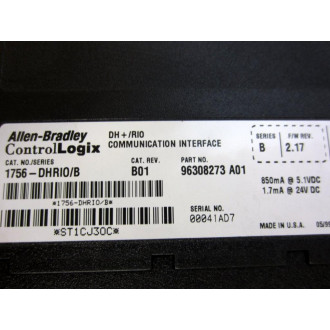 Allen-Bradley
ControlLogix
DH+/RIO
COMMUNICATION INTERFACE
SERIES
B
F/W REV.
2.17
CAT. NO./SERIES
1756-DHRIO/B
CAT. REV.
B01
PART NO.
96308273 A01
850mA @ 5.1VDC
1.7mA @ 24V DC
*1756-DHRIO/B*
SERIAL NO.
00041AD7
*ST1CJ3OC*
MADE IN U.S.A.